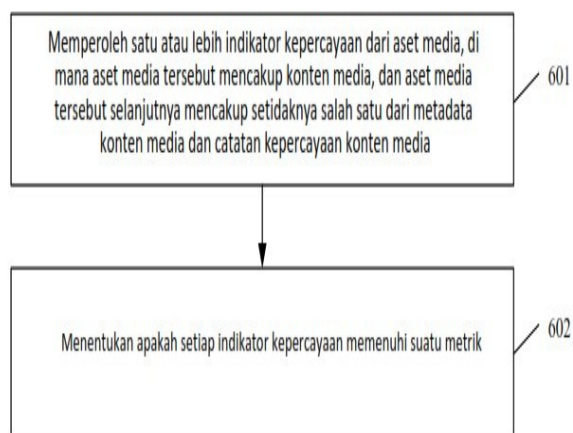 Memperoleh satu atau lebih indikator kepercayaan dari aset media, di
mana aset media tersebut mencakup konten media, dan aset media
tersebut selanjutnya mencakup setidaknya salah satu dari metadata
konten media dan catatan kepercayaan konten media
601
Menentukan apakah setiap indikator kepercayaan memenuhi suatu metrik
602